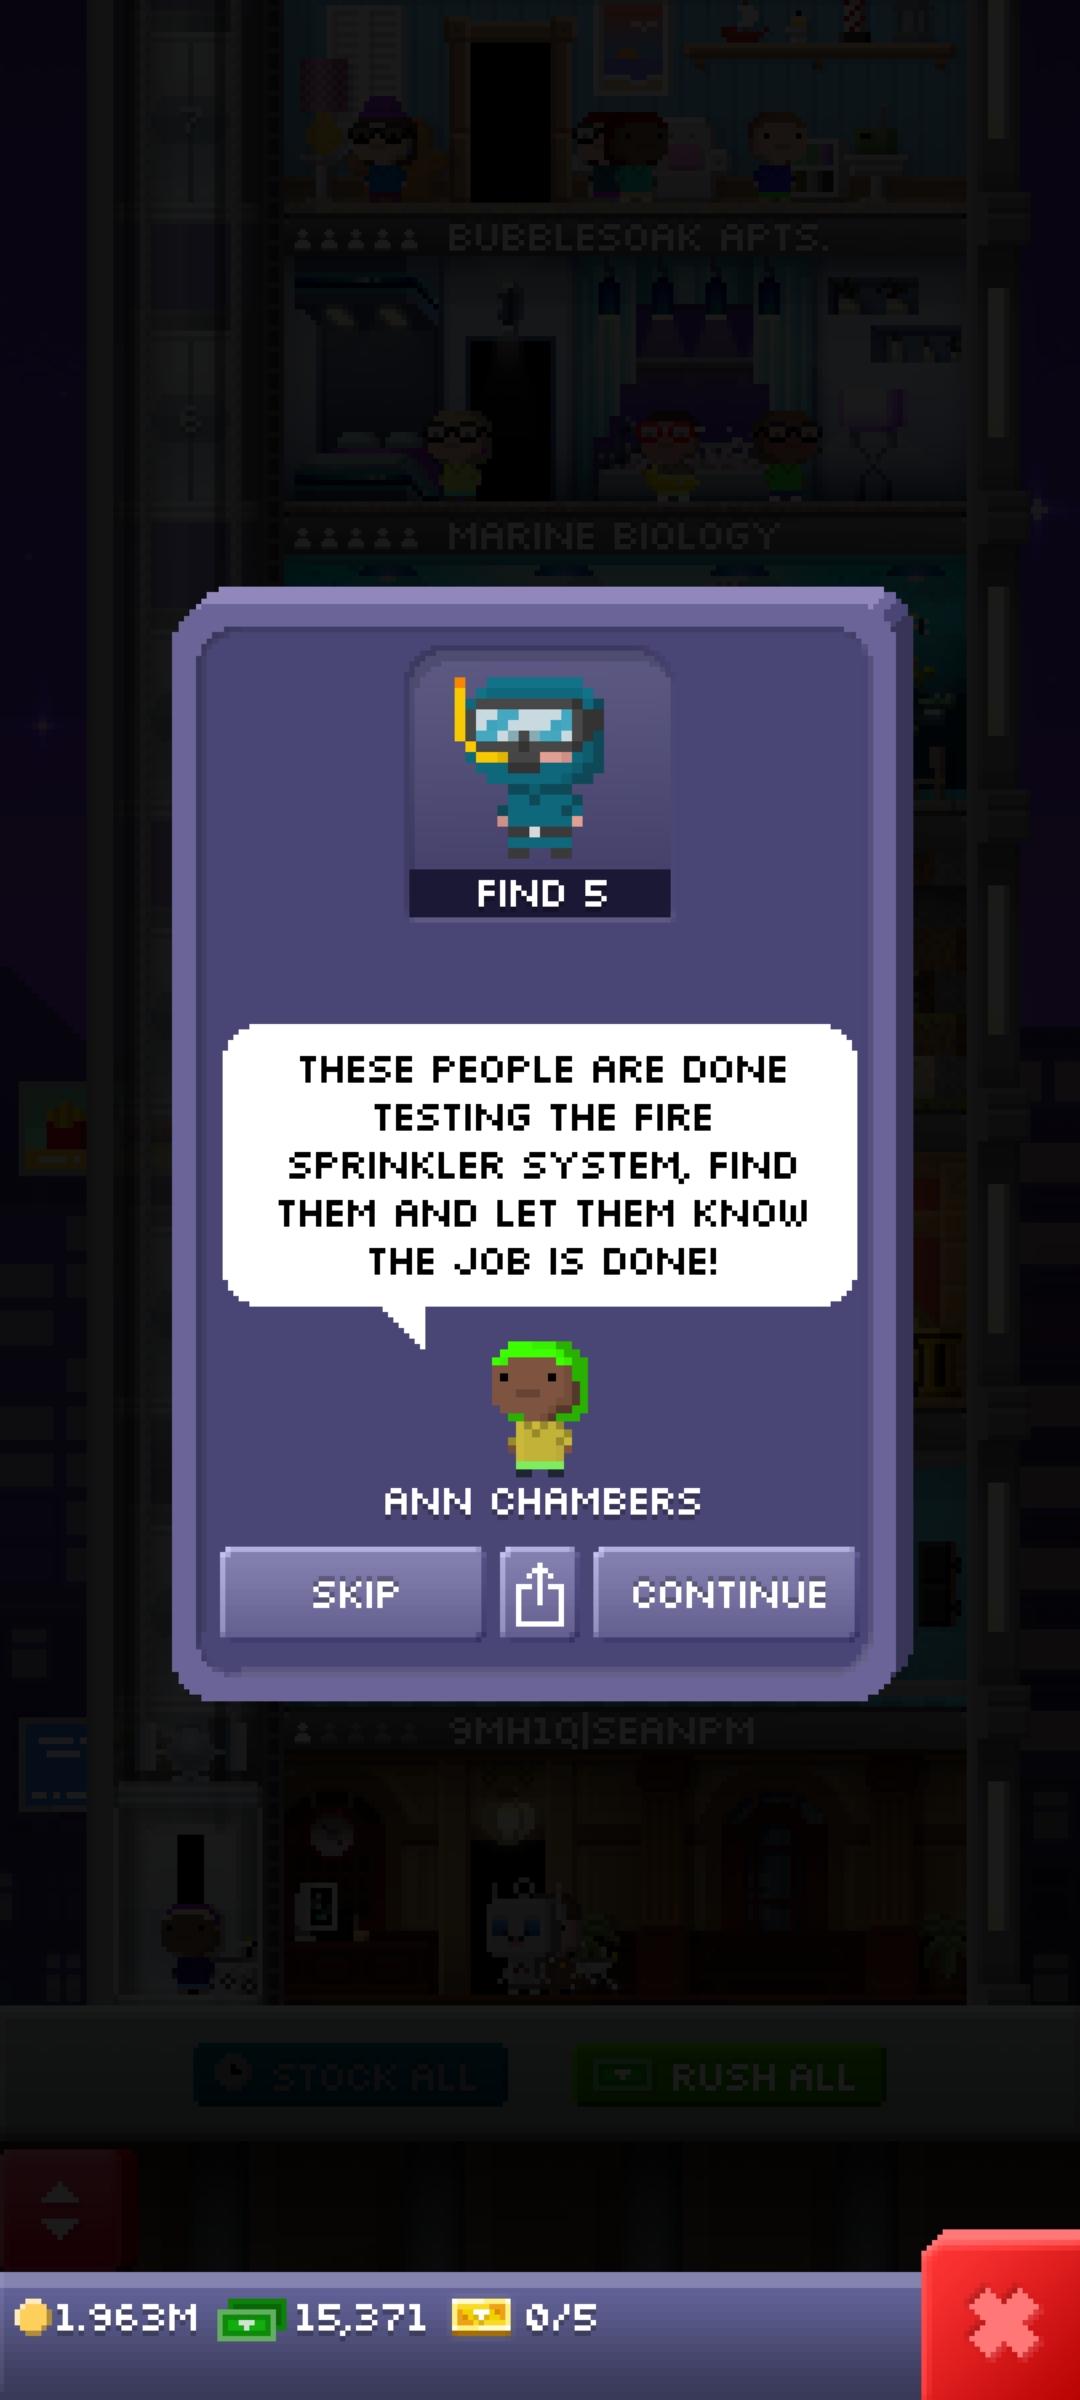 7
BUBBLESOAK APTS.
6
MARINE BIOLOGY
FIND 5
THESE PEOPLE ARE DONE
TESTING THE FIRE
SPRINKLER SYSTEM, FIND
THEM AND LET THEM KNOW
THE JOB IS DONE!
ANN CHAMBERS
SKIP
CONTINUE
9MH1Q|SEANPM
STOCK ALL
RUSH ALL
1.963M
15,371
0/5